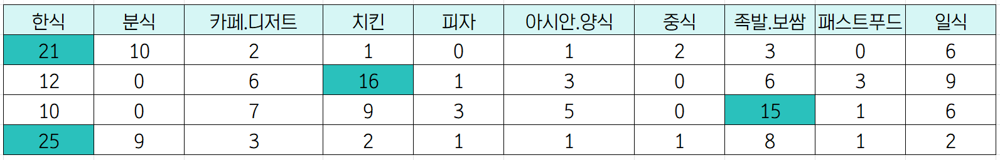 한식 분식 카페.디저트 치킨 피자 아시안.양식 중식 족발.보쌈 패스트푸드 일식
21 10 2 1 0 1 2 3 0 6
12 0 6 16 1 3 0 6 3 9
10 0 7 9 3 5 0 15 1 6
25 9 3 2 1 1 1 8 1 2